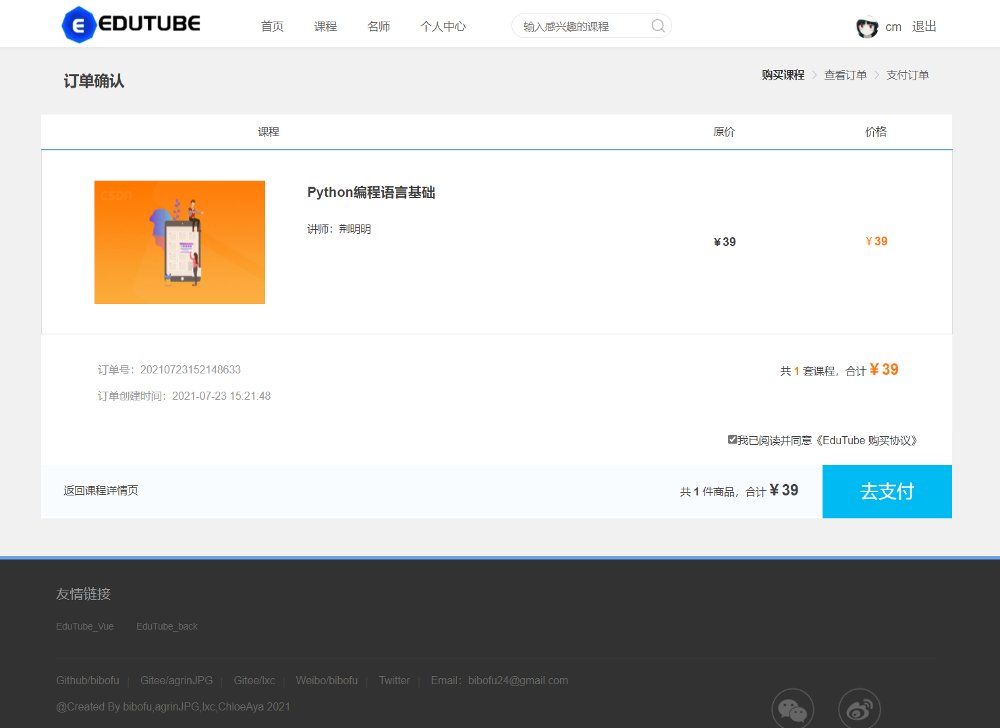 EDUTUBE
首页 课程 名师 个人中心 输入感兴趣的课程 cm 退出
订单确认
购买课程 查看订单 支付订单
课程 原价 价格
CSDN
Python编程语言基础
讲师：荆明明
¥39 ¥39
订单号：20210723152148633
共 1 套课程，合计 ¥39
订单创建时间：2021-07-23 15:21:48
我已阅读并同意《EduTube 购买协议》
返回课程详情页 共 1 件商品，合计 ¥39 去支付
友情链接
EduTube_Vue EduTube_back
Github/bibofu | Gitee/agrinJPG | Gitee/lxc | Weibo/bibofu | Twitter | Email：bibofu24@gmail.com
@Created By bibofu,agrinJPG,lxc,ChloeAya 2021